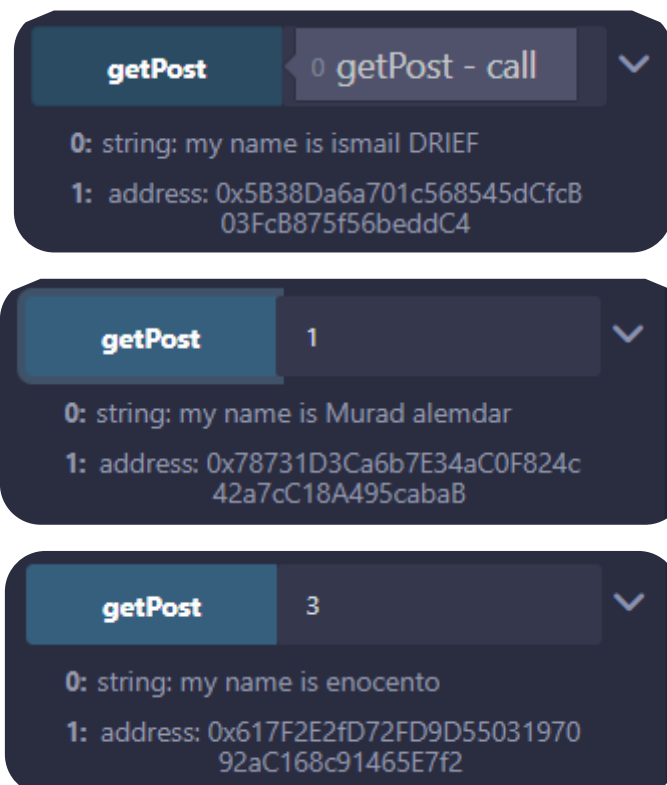 getPost 0 getPost - call
0: string: my name is ismail DRIEF
1: address: 0x5B38Da6a701c568545dCfcB
03FcB875f56beddC4
getPost 1
0: string: my name is Murad alemdar
1: address: 0x78731D3Ca6b7E34aC0F824c
42a7cC18A495cabaB
getPost 3
0: string: my name is enocento
1: address: 0x617F2E2fD72FD9D55031970
92aC168c91465E7f2